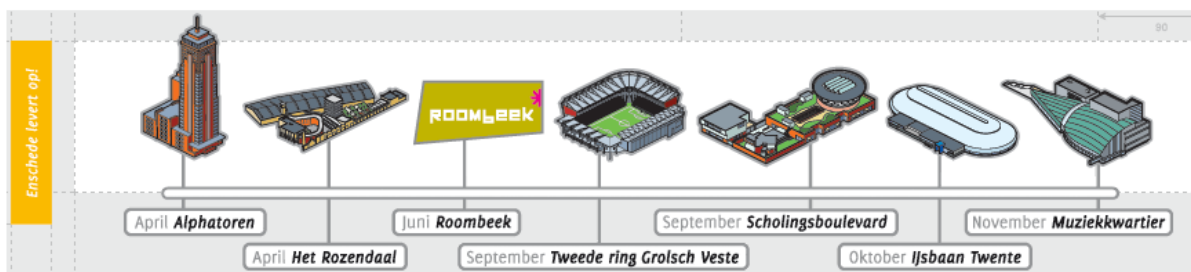 90
Enschede levert op!
ROOMBEEK
April Alphatoren
Juni Roombeek
September Scholingsboulevard
November Muziekkwartier
April Het Rozendaal
September Tweede ring Grolsch Veste
Oktober IJsbaan Twente